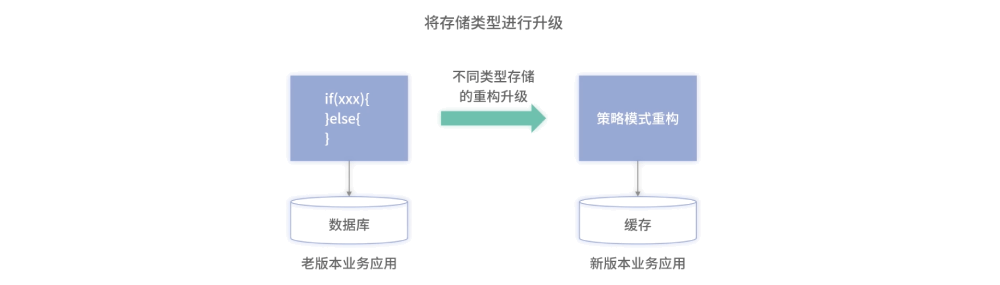 将存储类型进行升级
不同类型存储
的重构升级
if(xxx){
}else{
}
策略模式重构
数据库
缓存
老版本业务应用
新版本业务应用